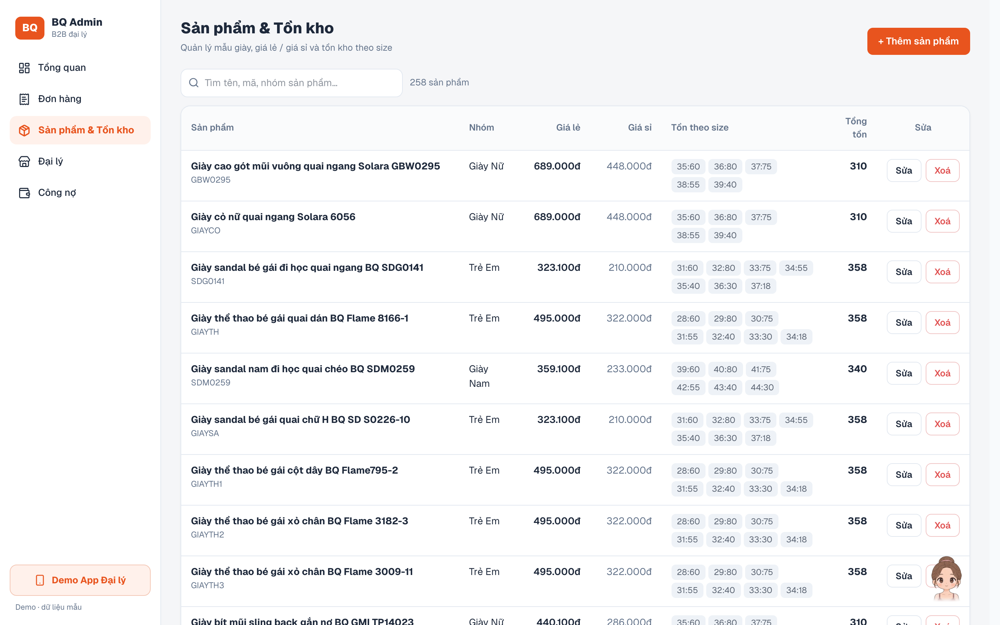 BQ
BQ Admin
B2B đại lý
Tổng quan
Đơn hàng
Sản phẩm & Tồn kho
Đại lý
Công nợ
Demo App Đại lý
Demo · dữ liệu mẫu
Sản phẩm & Tồn kho
Quản lý mẫu giày, giá lẻ / giá sỉ và tồn kho theo size
+ Thêm sản phẩm
Tìm tên, mã, nhóm sản phẩm...
258 sản phẩm
Sản phẩm Nhóm Giá lẻ Giá sỉ Tồn theo size Tổng tồn Sửa
Giày cao gót mũi vuông quai ngang Solara GBW0295 Giày Nữ 689.000đ 448.000đ 35:60 36:80 37:75 310 Sửa Xoá
GBW0295 38:55 39:40
Giày cỏ nữ quai ngang Solara 6056 Giày Nữ 689.000đ 448.000đ 35:60 36:80 37:75 310 Sửa Xoá
GIAYCO 38:55 39:40
Giày sandal bé gái đi học quai ngang BQ SDG0141 Trẻ Em 323.100đ 210.000đ 31:60 32:80 33:75 34:55 358 Sửa Xoá
SDG0141 35:40 36:30 37:18
Giày thể thao bé gái quai dán BQ Flame 8166-1 Trẻ Em 495.000đ 322.000đ 28:60 29:80 30:75 358 Sửa Xoá
GIAYTH 31:55 32:40 33:30 34:18
Giày sandal nam đi học quai chéo BQ SDM0259 Giày Nam 359.100đ 233.000đ 39:60 40:80 41:75 340 Sửa Xoá
SDM0259 42:55 43:40 44:30
Giày sandal bé gái quai chữ H BQ SD S0226-10 Trẻ Em 323.100đ 210.000đ 31:60 32:80 33:75 34:55 358 Sửa Xoá
GIAYSA 35:40 36:30 37:18
Giày thể thao bé gái cột dây BQ Flame795-2 Trẻ Em 495.000đ 322.000đ 28:60 29:80 30:75 358 Sửa Xoá
GIAYTH1 31:55 32:40 33:30 34:18
Giày thể thao bé gái xỏ chân BQ Flame 3182-3 Trẻ Em 495.000đ 322.000đ 28:60 29:80 30:75 358 Sửa Xoá
GIAYTH2 31:55 32:40 33:30 34:18
Giày thể thao bé gái xỏ chân BQ Flame 3009-11 Trẻ Em 495.000đ 322.000đ 28:60 29:80 30:75 358 Sửa
GIAYTH3 31:55 32:40 33:30 34:18
Giày bít mũi sling back gắn nơ BQ GMI TP14023 Giày Nữ 440.100đ 286.000đ 35:60 36:80 37:75 310